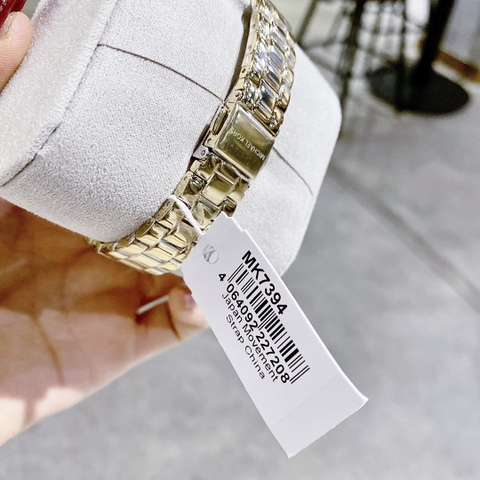 MICHAEL KORS
MK7394
4 064092 227208
Japan Movement
Strap China